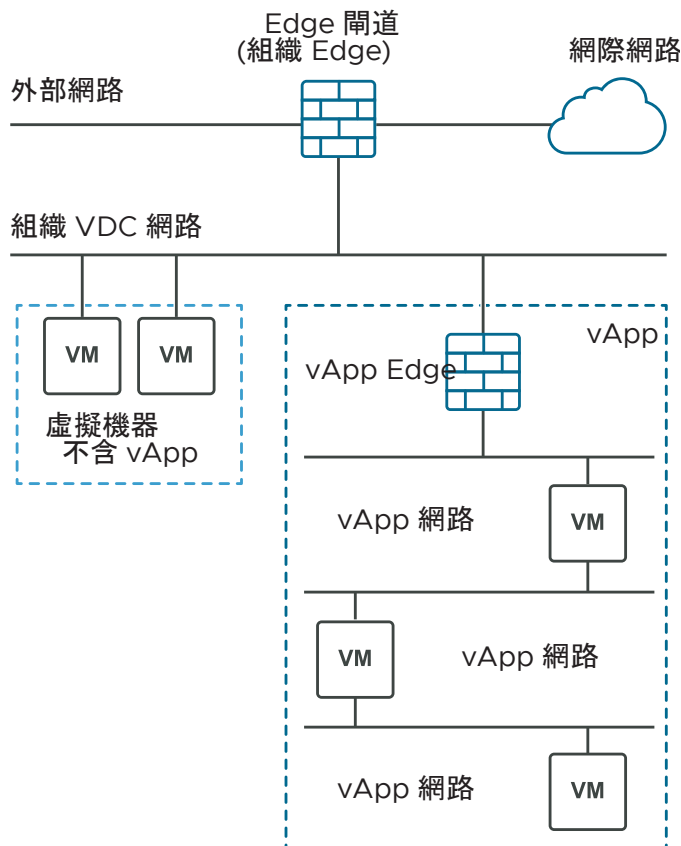 Edge 閘道
(組織 Edge)
網際網路
外部網路
組織 VDC 網路
VM
VM
虛擬機器
不含 vApp
vApp
vApp Edge
vApp 網路
VM
VM
vApp 網路
vApp 網路
VM